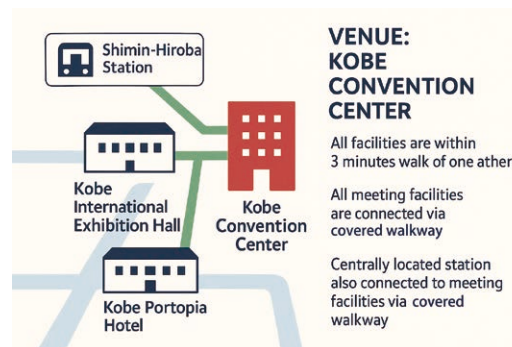 Shimin-Hiroba
Station
Kobe
International
Exhibition Hall
Kobe
Convention
Center
Kobe Portopia
Hotel
VENUE:
KOBE
CONVENTION
CENTER
All facilities are within
3 minutes walk of one ather
All meeting facilities
are connected via
covered walkway
Centrally located station
also connected to meeting
facilities via covered
walkway